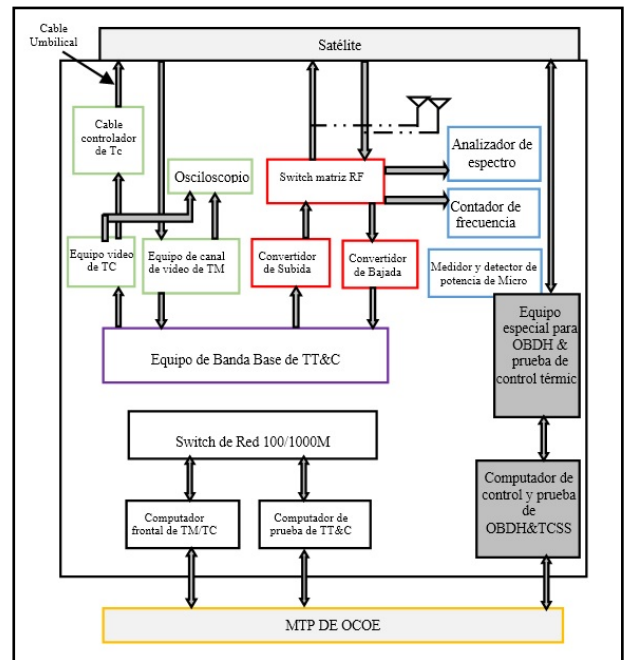 Cable
Umbilical
Satélite
Cable
controlador
de Tc
Osciloscopio
Switch matriz RF
Analizador de
espectro
Contador de
frecuencia
Equipo video
de TC
Equipo de canal
de vídeo de TM
Convertidor
de Subida
Convertidor
de Bajada
Medidor y detector de
potencia de Micro
Equipo
especial para
OBDH &
prueba de
control térmic
Equipo de Banda Base de TT&C
Switch de Red 100/1000M
Computador
frontal de TM/TC
Computador de
prueba de TT&C
Computador de
control y prueba
de
OBDH&TCSS
MTP DE OCOE